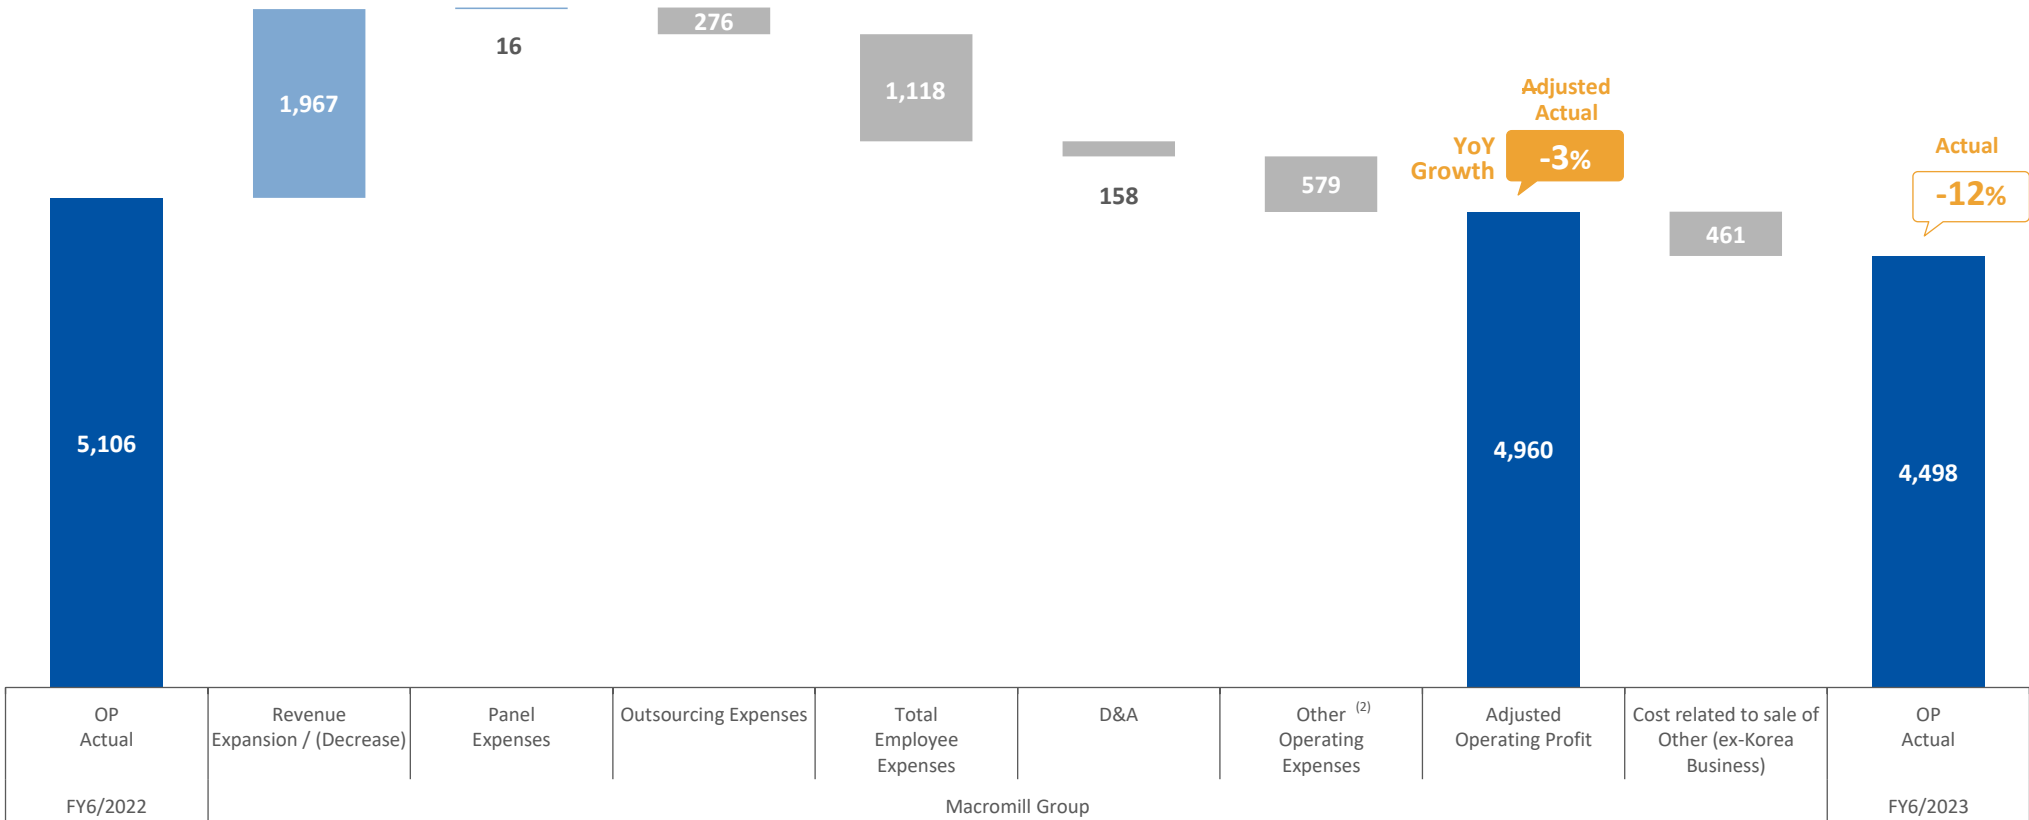 276
16
1,118
1,967
Adjusted
Actual
YoY
Growth
-3%
Actual
158
579
-12%
461
5,106
4,960
4,498
OP
Actual
Revenue
Expansion / (Decrease)
Panel
Expenses
Outsourcing Expenses
Total
Employee
Expenses
D&A
Other (2)
Operating
Expenses
Adjusted
Operating Profit
Cost related to sale of
Other (ex-Korea
Business)
OP
Actual
FY6/2022
Macromill Group
FY6/2023